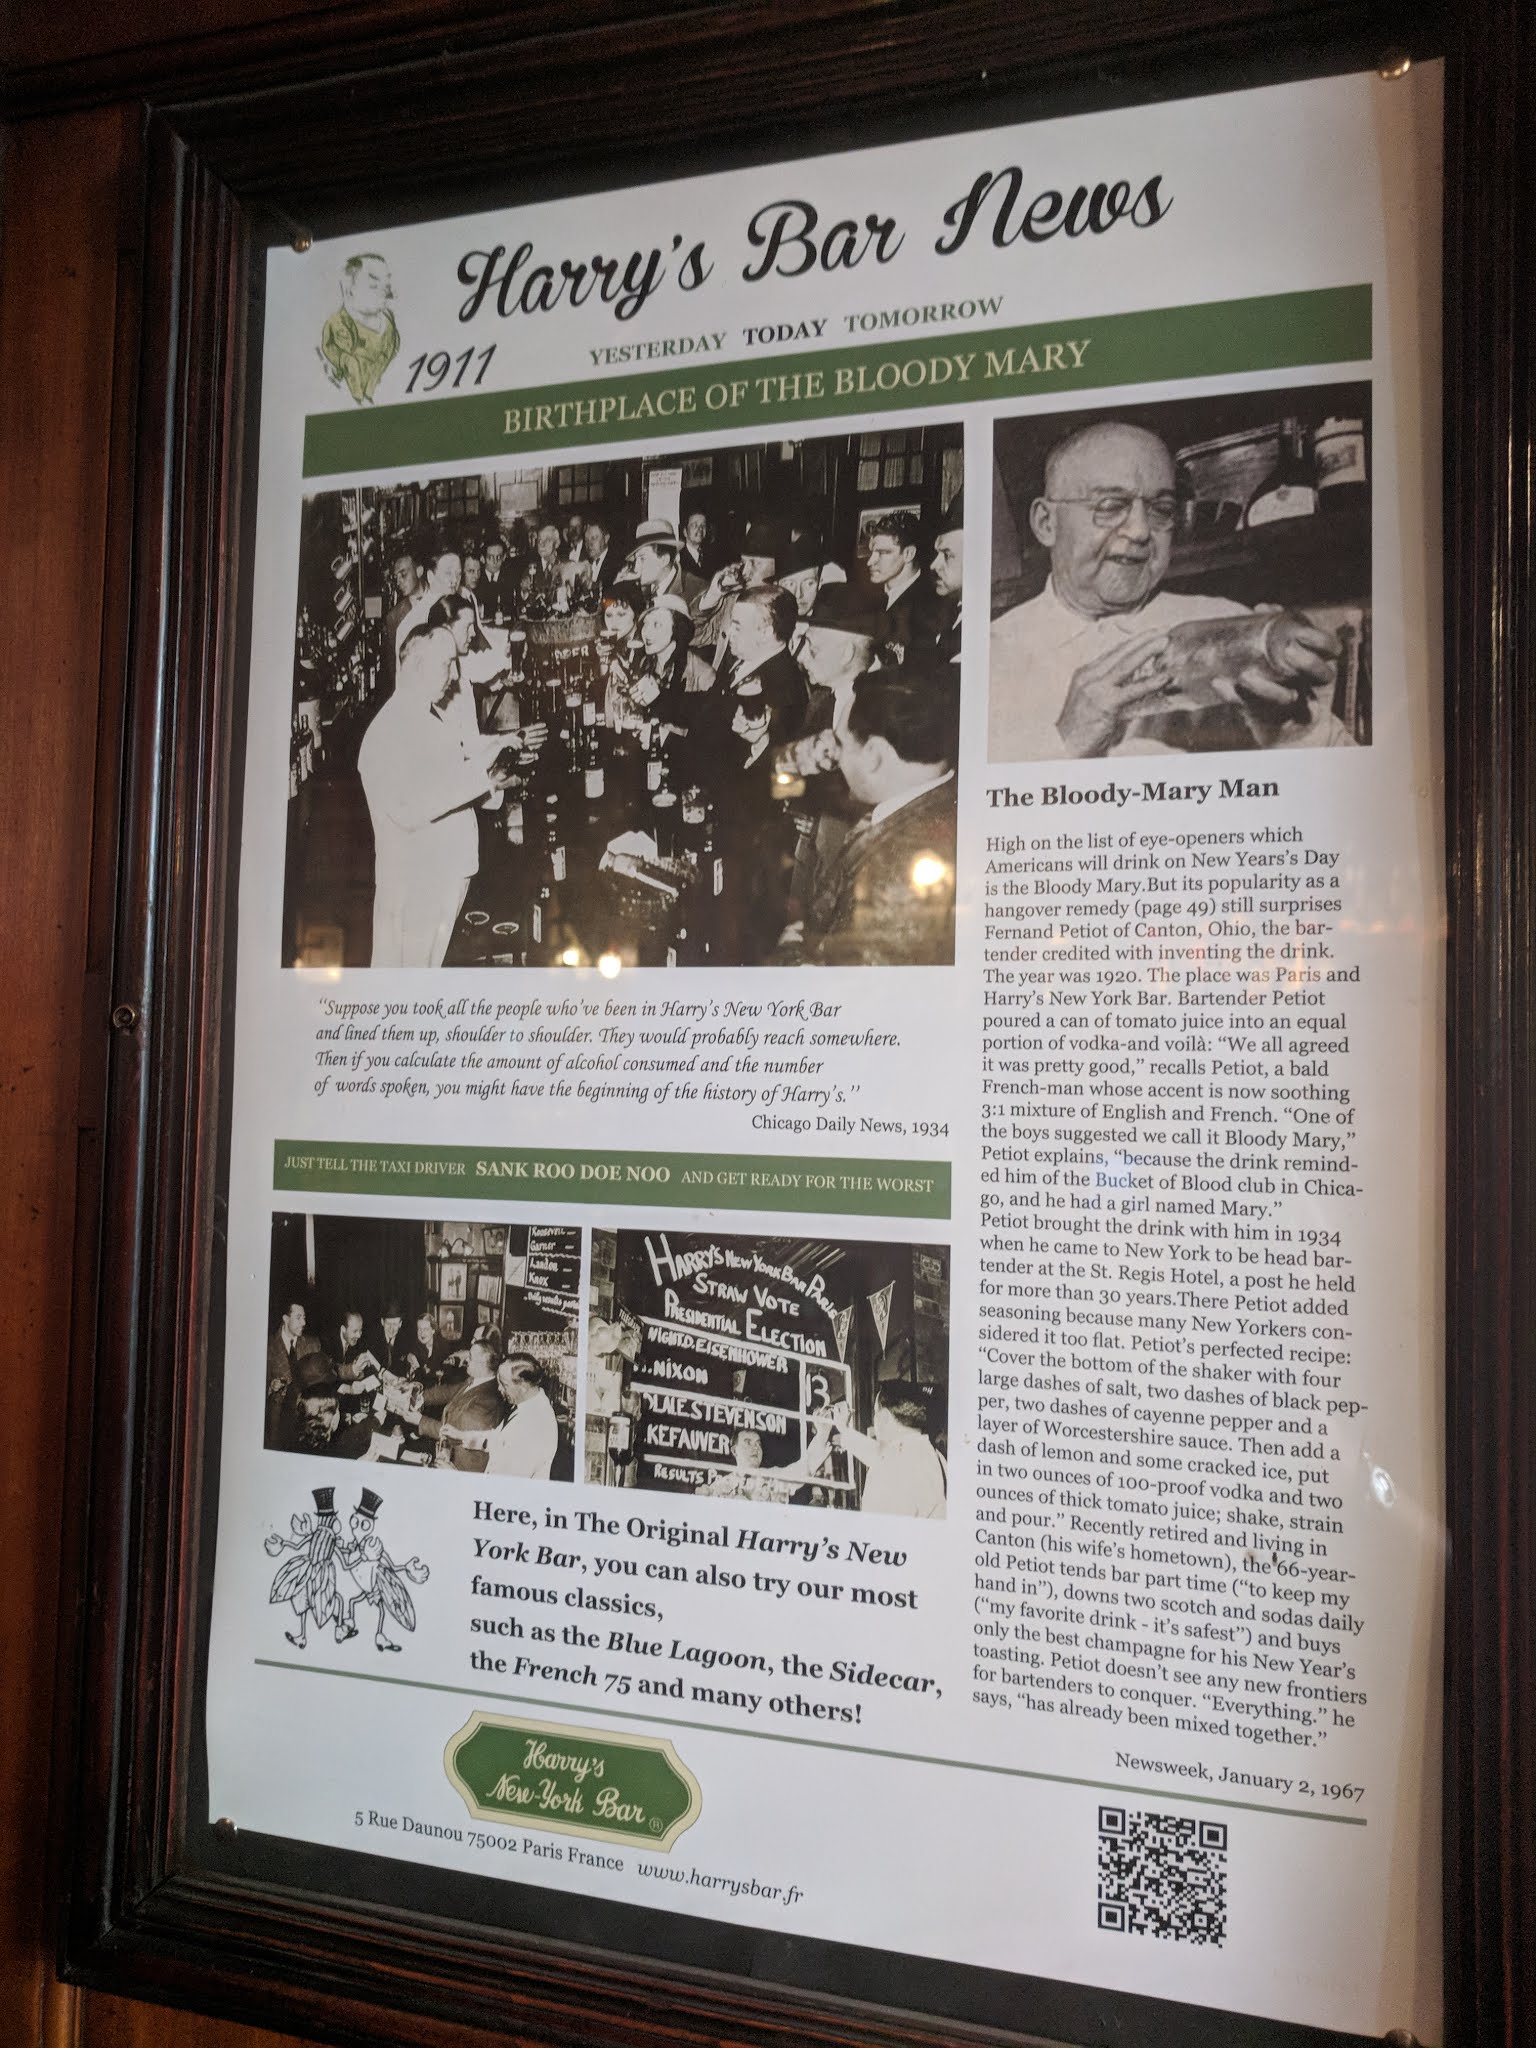 Harry's Bar News
1911
YESTERDAY TODAY TOMORROW
BIRTHPLACE OF THE BLOODY MARY
"Suppose you took all the people who've been in Harry's New York Bar
and lined them up, shoulder to shoulder. They would probably reach somewhere.
Then if you calculate the amount of alcohol consumed and the number
of words spoken, you might have the beginning of the history of Harry's."
Chicago Daily News, 1934
JUST TELL THE TAXI DRIVER SANK ROO DOE NOO AND GET READY FOR THE WORST
Roosevelt
Garner
Landon
Knox
HARRY'S NEW YORK BAR PARIS
STRAW VOTE
PRESIDENTIAL ELECTION
WIGHT D. EISENHOWER
NIXON
13
DLAI E. STEVENSON
KEFAUVER
RESULTS
Here, in The Original Harry's New
York Bar, you can also try our most
famous classics,
such as the Blue Lagoon, the Sidecar,
the French 75 and many others!
The Bloody-Mary Man
High on the list of eye-openers which
Americans will drink on New Years's Day
is the Bloody Mary.But its popularity as a
hangover remedy (page 49) still surprises
Fernand Petiot of Canton, Ohio, the bar-
tender credited with inventing the drink.
The year was 1920. The place was Paris and
Harry's New York Bar. Bartender Petiot
poured a can of tomato juice into an equal
portion of vodka-and voilà: "We all agreed
it was pretty good," recalls Petiot, a bald
French-man whose accent is now soothing
3:1 mixture of English and French. "One of
the boys suggested we call it Bloody Mary,"
Petiot explains, "because the drink remind-
ed him of the Bucket of Blood club in Chica-
go, and he had a girl named Mary."
Petiot brought the drink with him in 1934
when he came to New York to be head bar-
tender at the St. Regis Hotel, a post he held
for more than 30 years.There Petiot added
seasoning because many New Yorkers con-
sidered it too flat. Petiot's perfected recipe:
"Cover the bottom of the shaker with four
large dashes of salt, two dashes of black pep-
per, two dashes of cayenne pepper and a
layer of Worcestershire sauce. Then add a
dash of lemon and some cracked ice, put
in two ounces of 100-proof vodka and two
ounces of thick tomato juice; shake, strain
and pour." Recently retired and living in
Canton (his wife's hometown), the 66-year-
old Petiot tends bar part time ("to keep my
hand in"), downs two scotch and sodas daily
("my favorite drink - it's safest") and buys
only the best champagne for his New Year's
toasting. Petiot doesn't see any new frontiers
for bartenders to conquer. "Everything." he
says, "has already been mixed together."
Newsweek, January 2, 1967
Harry's
New-York Bar ®
5 Rue Daunou 75002 Paris France www.harrysbar.fr